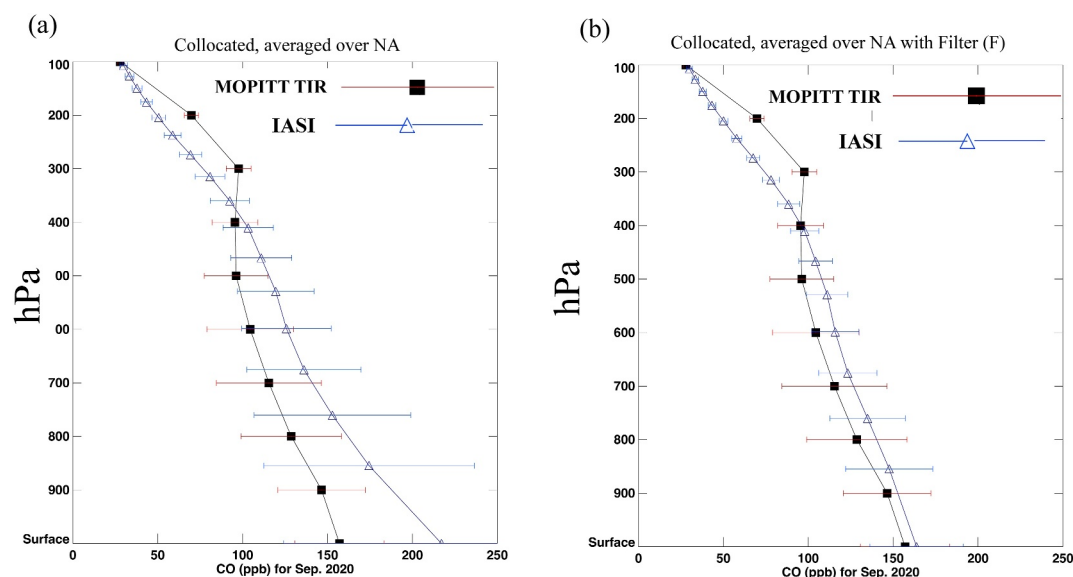 (a)
Collocated, averaged over NA
MOPITT TIR
IASI
100
200
300
400
00
00
700
800
900
Surface
hPa
0 50 100 150 200 250
CO (ppb) for Sep. 2020
(b)
Collocated, averaged over NA with Filter (F)
MOPITT TIR
IASI
100
200
300
400
500
600
700
800
900
Surface
hPa
0 50 100 150 200 250
CO (ppb) for Sep. 2020